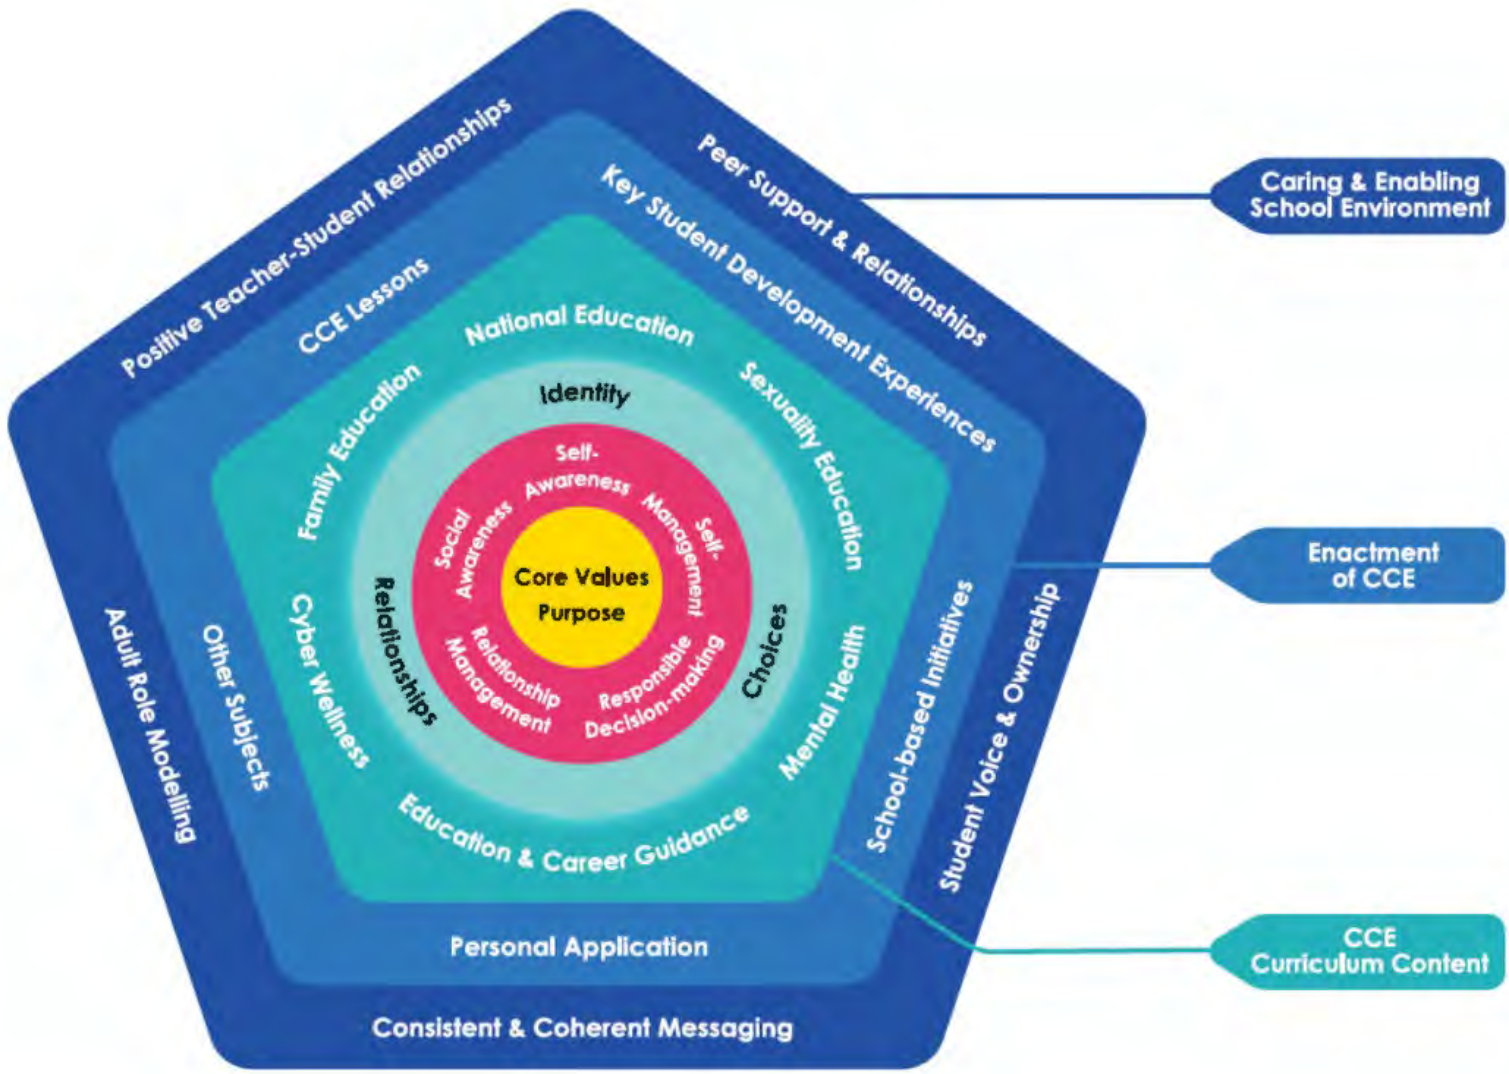 Positive Teacher-Student Relationships
Peer Support & Relationships
Caring & Enabling
School Environment
CCE Lessons
Key Student Development Experiences
National Education
Family Education
Sexuality Education
Identity
Self-
Awareness
Social
Awareness
Self-
Management
Core Values
Purpose
Enactment
of CCE
Relationships
Choices
Relationship
Management
Responsible
Decision-making
Cyber Wellness
Mental Health
Adult Role Modelling
Other Subjects
School-based Initiatives
Student Voice & Ownership
Education & Career Guidance
CCE
Curriculum Content
Personal Application
Consistent & Coherent Messaging